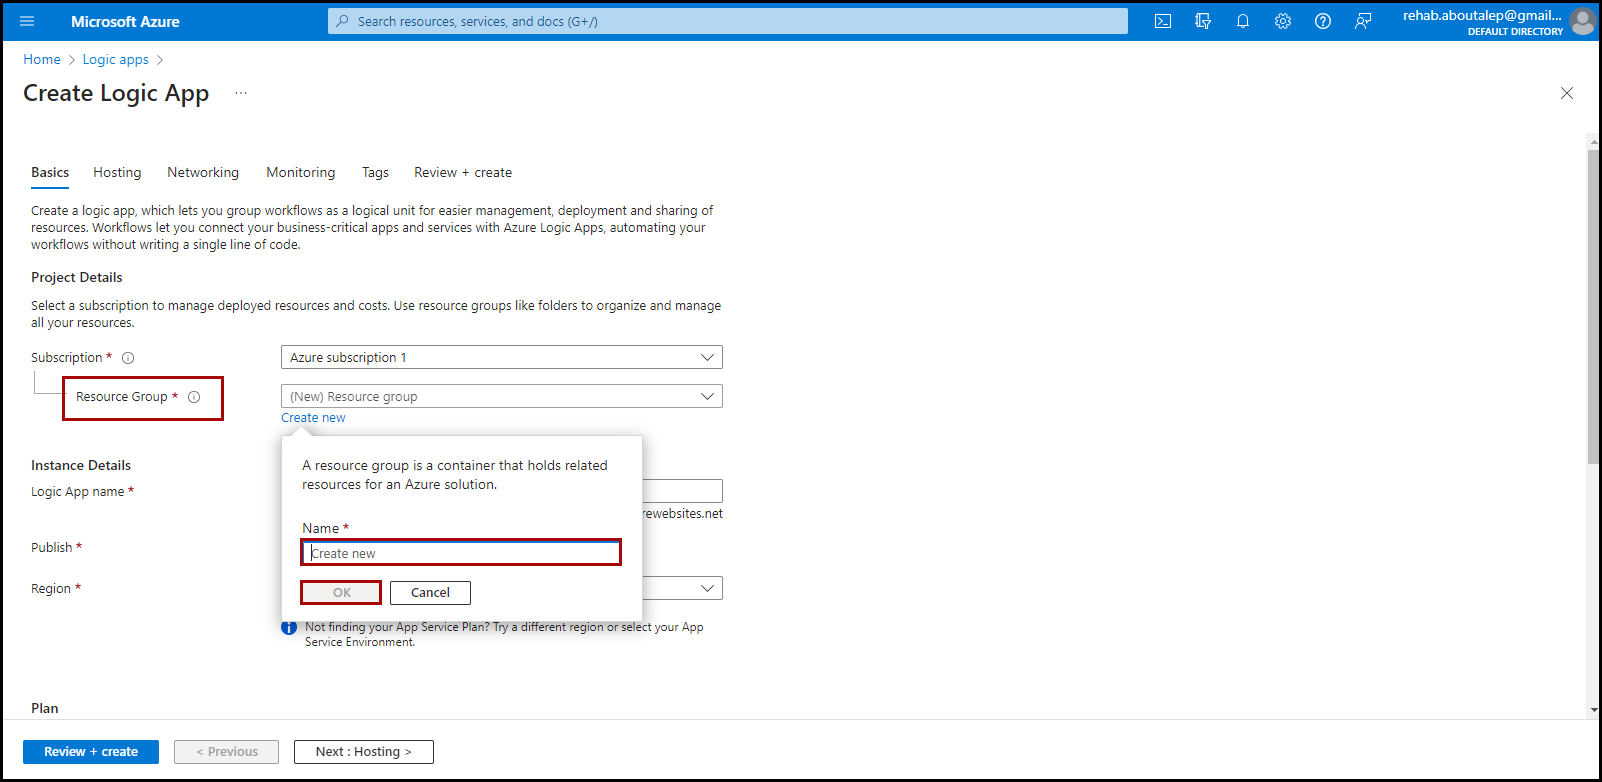 Microsoft Azure
Search resources, services, and docs (G+/)
rehab.aboutalep@gmail...
DEFAULT DIRECTORY
Home > Logic apps >
Create Logic App ...
Basics Hosting Networking Monitoring Tags Review + create
Create a logic app, which lets you group workflows as a logical unit for easier management, deployment and sharing of
resources. Workflows let you connect your business-critical apps and services with Azure Logic Apps, automating your
workflows without writing a single line of code.
Project Details
Select a subscription to manage deployed resources and costs. Use resource groups like folders to organize and manage
all your resources.
Subscription * Azure subscription 1
Resource Group * (New) Resource group
Create new
A resource group is a container that holds related
resources for an Azure solution.
Name *
Create new
OK Cancel
Instance Details
Logic App name *
rewebsites.net
Publish *
Region *
Not finding your App Service Plan? Try a different region or select your App
Service Environment.
Plan
Review + create < Previous Next : Hosting >